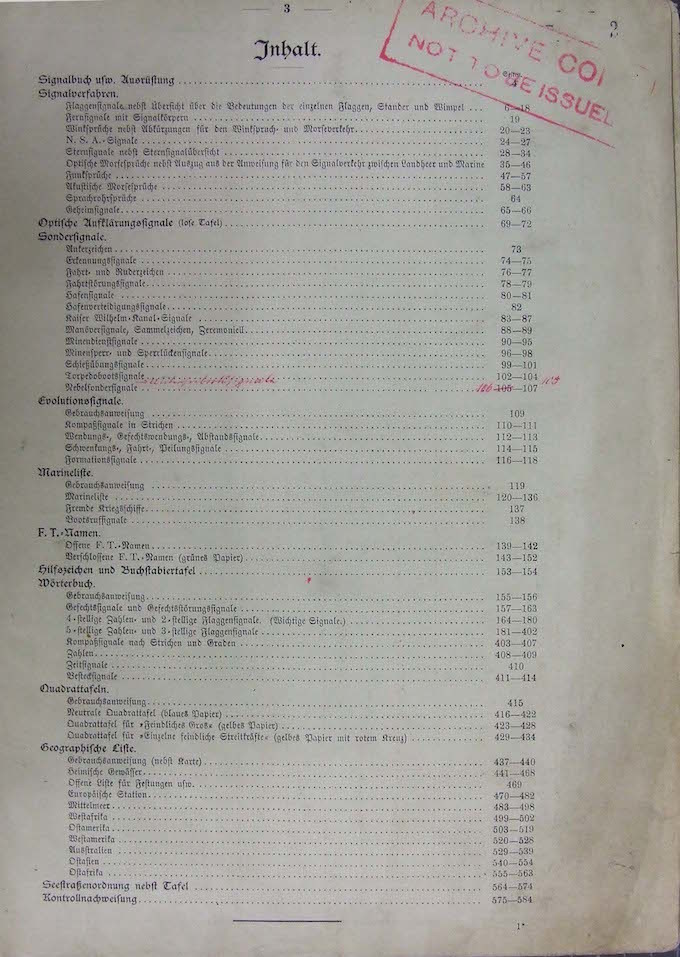 3
3
ARCHIVE COP
NOT TO BE ISSUED
Inhalt.
Seite
Signalbuch usw. Ausrüstung
Signalverfahren.
Flaggensignale nebst Übersicht über die Bedeutungen der einzelnen Flaggen, Stander und Wimpel ... 6—18
Fernsignale mit Signalkörpern 19
Winksprüche nebst Abkürzungen für den Winkspruch- und Morseverkehr 20—23
N. S. A.-Signale 24—27
Sternsignale nebst Sternsignalübersicht 28—34
Optische Morsesprüche nebst Auszug aus der Anweisung für den Signalverkehr zwischen Landheer und Marine 35—46
Funksprüche 47—57
Akustische Morsesprüche 58—63
Sprachrohrsprüche 64
Geheimsignale 65—66
Optische Aufklärungssignale (lose Tafel) 69—72
Sondersignale.
Ankerzeichen 73
Erkennungssignale 74—75
Fahrt- und Ruderzeichen 76—77
Fahrtstörungssignale 78—79
Hafensignale 80—81
Hafenverteidigungssignale 82
Kaiser Wilhelm-Kanal-Signale 83—87
Manöversignale, Sammelzeichen, Zeremoniell 88—89
Minendienstsignale 90—95
Minensperr- und Sperrlückensignale 96—98
Schießübungssignale 99—101
Torpedobootssignale 102—104
Nebelsondersignale 106 105—107 109
Evolutionssignale.
Gebrauchsanweisung 109
Kompaßsignale in Strichen 110—111
Wendungs-, Gefechtswendungs-, Abstandssignale 112—113
Schwenkungs-, Fahrt-, Peilungssignale 114—115
Formationssignale 116—118
Marineliste.
Gebrauchsanweisung 119
Marineliste 120—136
Fremde Kriegsschiffe 137
Bootsrufsignale 138
F. T.-Namen.
Offene F. T.-Namen 139—142
Verschlossene F. T.-Namen (grünes Papier) 143—152
Hilfszeichen und Buchstabiertafel 153—154
Wörterbuch.
Gebrauchsanweisung 155—156
Gefechtssignale und Gefechtsstörungssignale 157—163
4-stellige Zahlen- und 2-stellige Flaggensignale. (Wichtige Signale.) 164—180
5-stellige Zahlen- und 3-stellige Flaggensignale 181—402
Kompaßsignale nach Strichen und Graden 403—407
Zahlen 408—409
Zeitsignale 410
Bestecksignale 411—414
Quadrattafeln.
Gebrauchsanweisung 415
Neutrale Quadrattafel (blaues Papier) 416—422
Quadrattafel für »Feindliches Gros« (gelbes Papier) 423—428
Quadrattafel für »Einzelne feindliche Streitkräfte« (gelbes Papier mit rotem Kreuz) 429—434
Geographische Liste.
Gebrauchsanweisung (nebst Karte) 437—440
Heimische Gewässer 441—468
Offene Liste für Festungen usw. 469
Europäische Station 470—482
Mittelmeer 483—498
Westafrika 499—502
Ostamerika 503—519
Westamerika 520—528
Australien 529—539
Ostasien 540—554
Ostafrika 555—563
Seestraßenordnung nebst Tafel 564—574
Kontrollnachweisung 575—584
1*